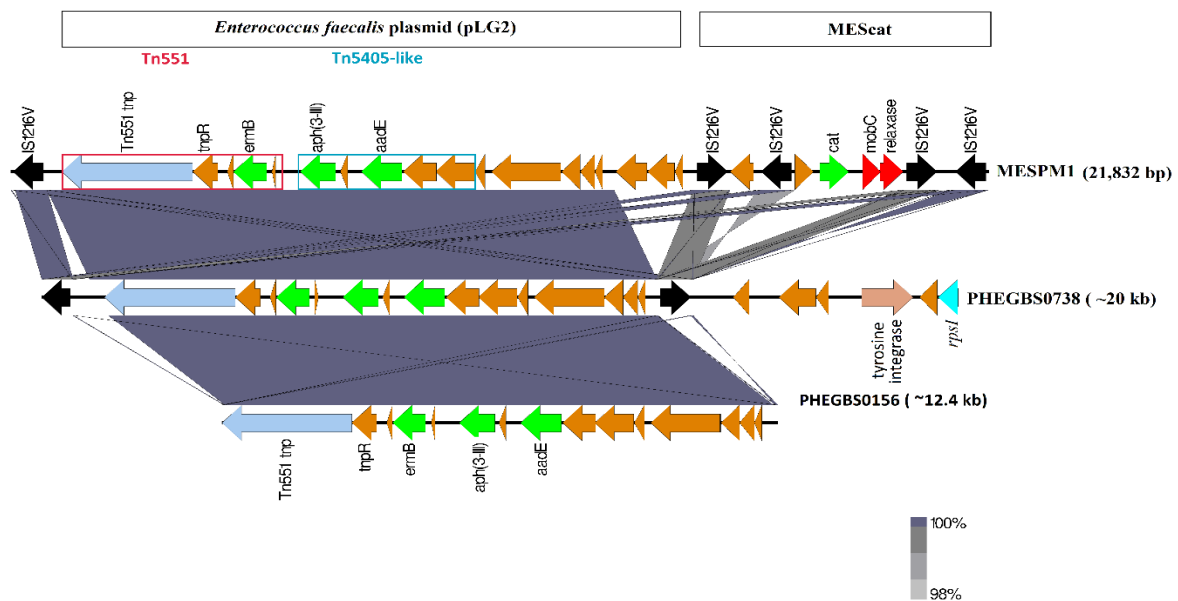 Enterococcus faecalis plasmid (pLG2)
MEScat
Tn551
Tn5405-like
IS1216V
Tn551 tnp
tnpR
ermB
aph(3-III)
aadE
IS1216V
IS1216V
cat
mobC
relaxase
IS1216V
IS1216V
MESPM1 (21,832 bp)
PHEGBS0738 ( ~20 kb)
tyrosine
integrase
rpsI
PHEGBS0156 ( ~12.4 kb)
Tn551 tnp
tnpR
ermB
aph(3-III)
aadE
100%
98%